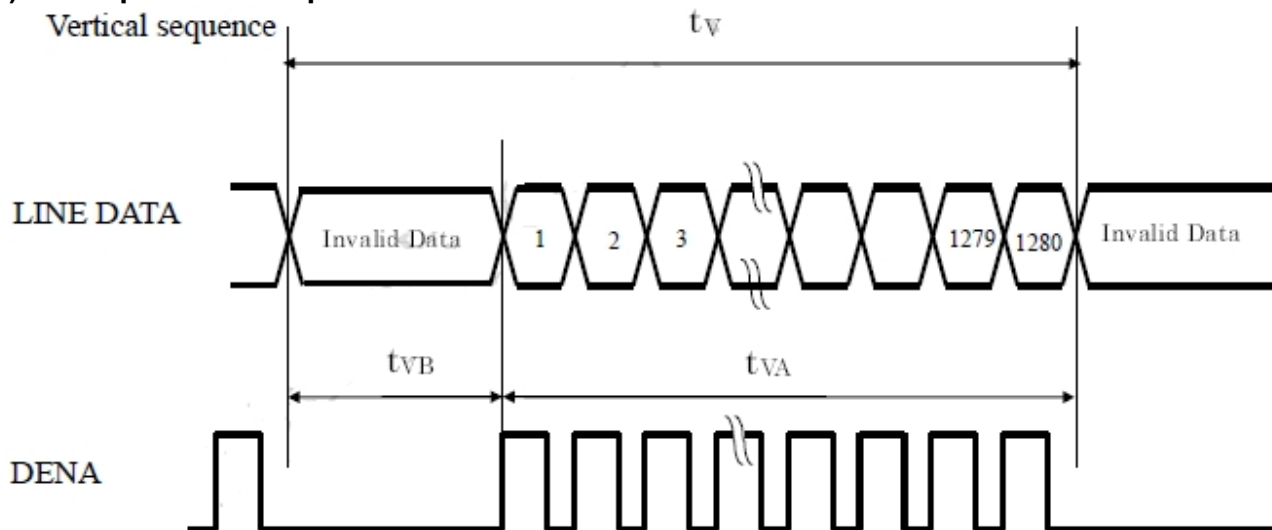 Vertical sequence
tV
LINE DATA
Invalid Data 1 2 3 1279 1280 Invalid Data
tVB tVA
DENA